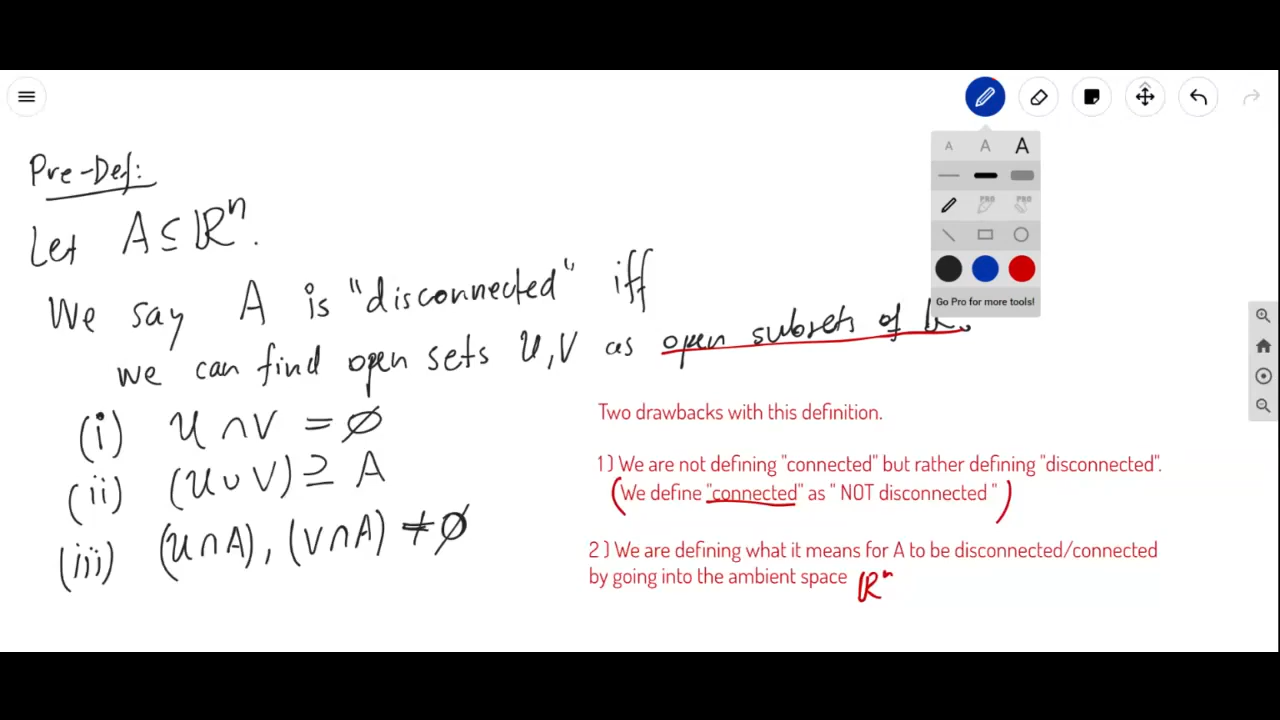 Pre-Def:
Let A ⊆ ℝⁿ.
We say A is "disconnected" iff
we can find open sets U, V as open subsets of
(i) U ∩ V = ∅
(ii) (U ∪ V) ⊇ A
(iii) (U ∩ A), (V ∩ A) ≠ ∅
A A A
PRO PRO
Go Pro for more tools!
Two drawbacks with this definition.
1 ) We are not defining "connected" but rather defining "disconnected".
(We define "connected" as " NOT disconnected ")
2 ) We are defining what it means for A to be disconnected/connected
by going into the ambient space ℝⁿ